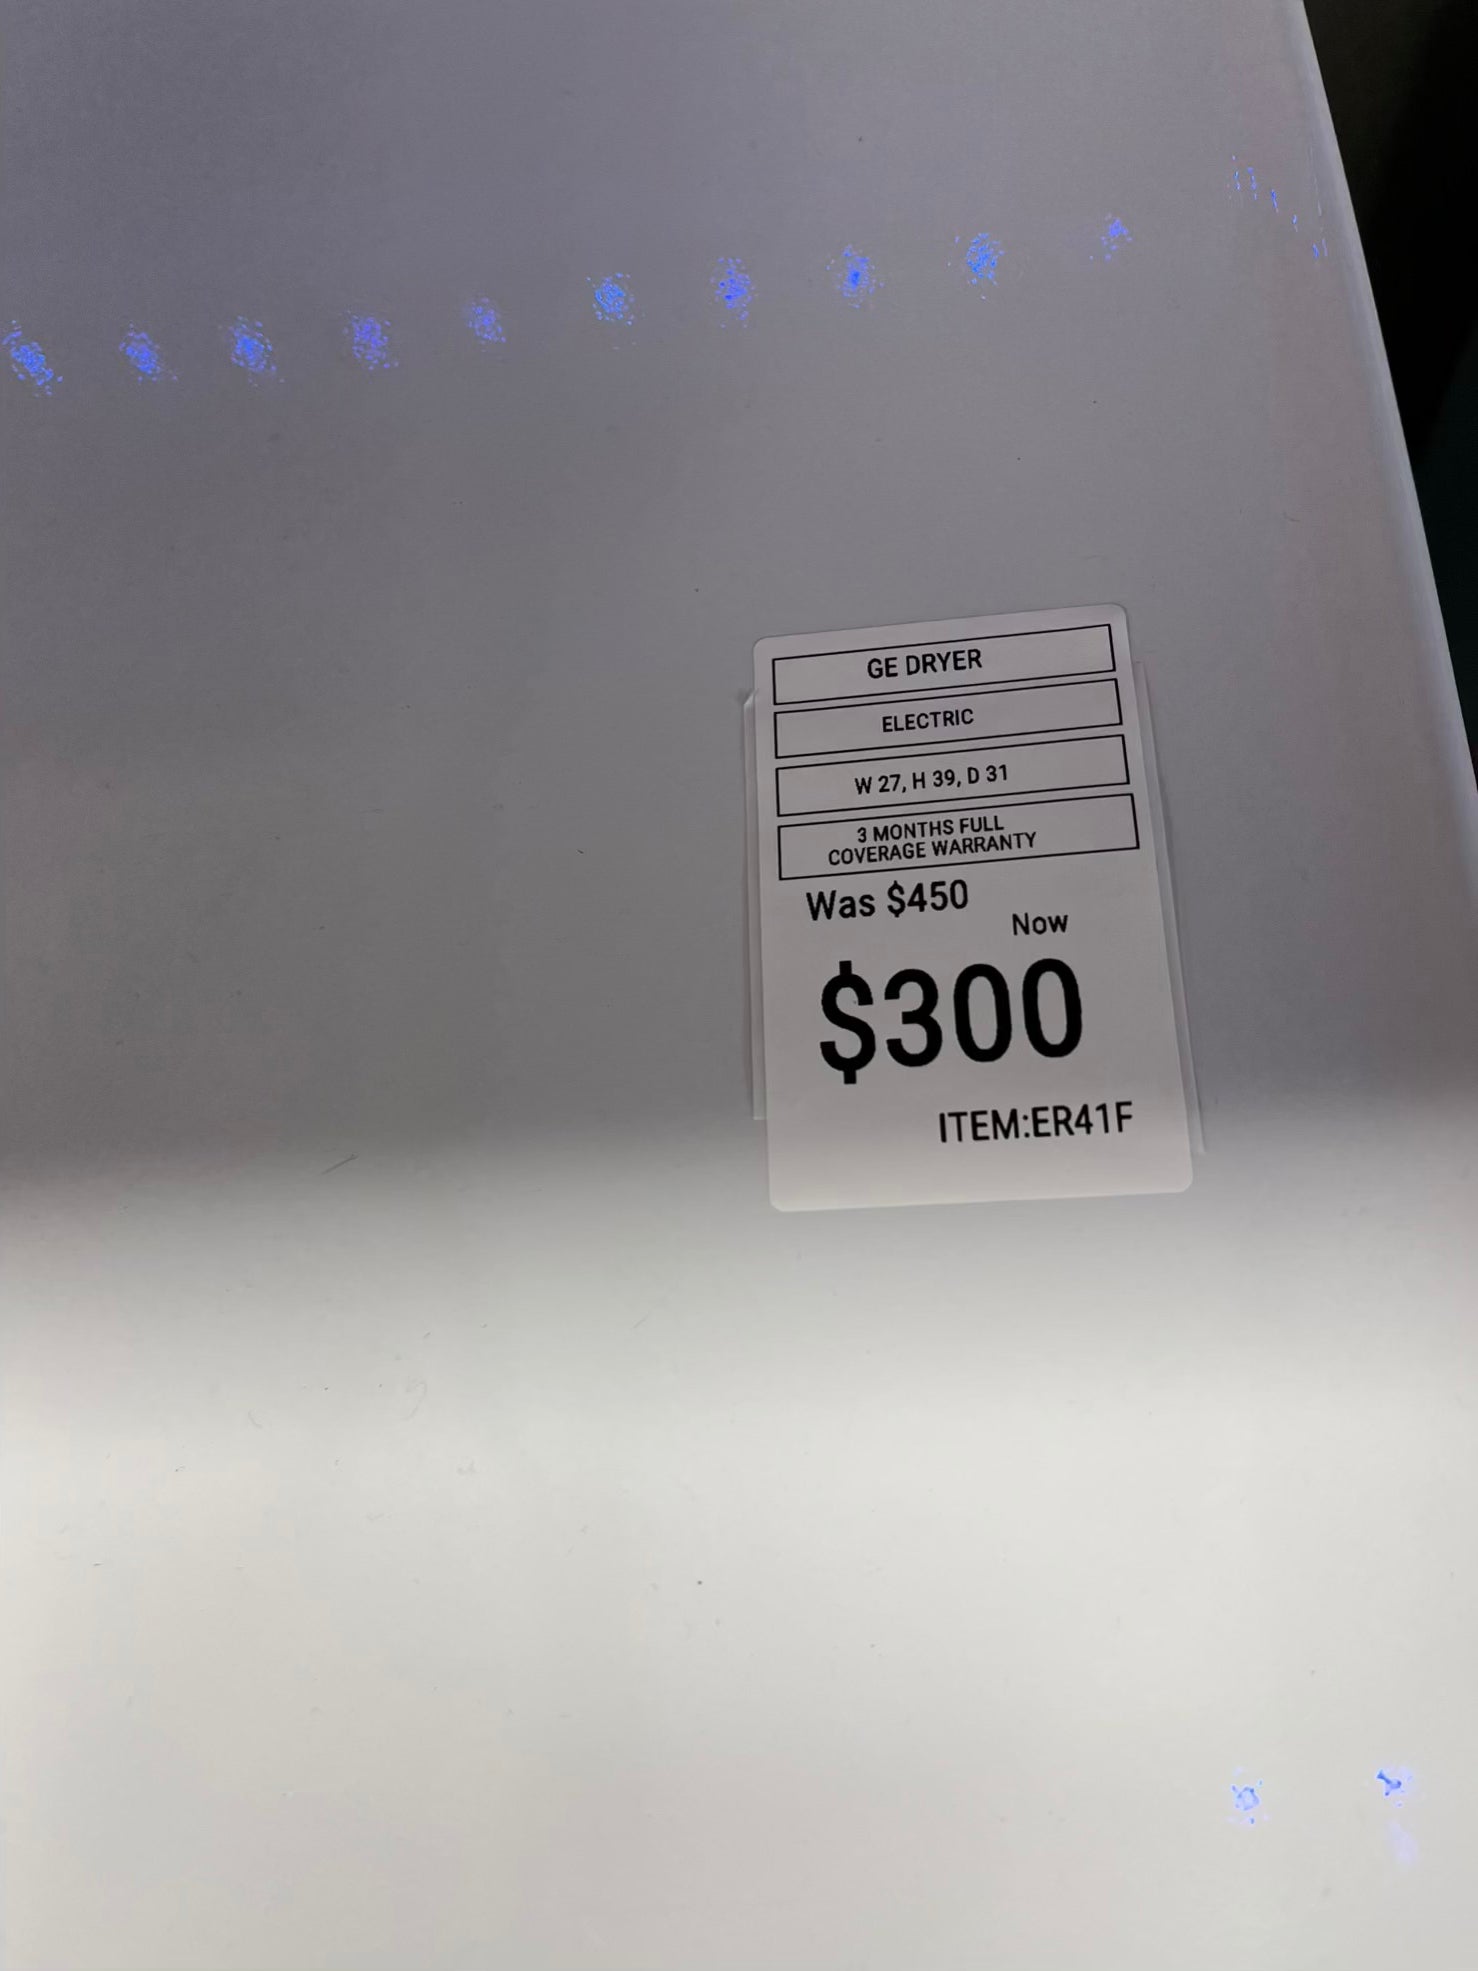 GE DRYER
ELECTRIC
W 27, H 39, D 31
3 MONTHS FULL
COVERAGE WARRANTY
Was $450
Now
$300
ITEM:ER41F